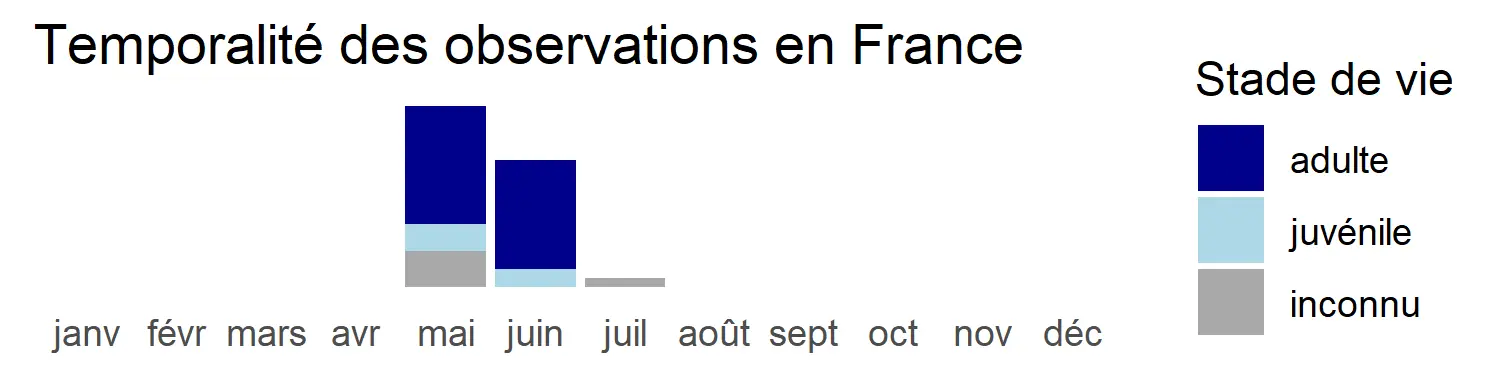 Temporalité des observations en France
Stade de vie
adulte
juvénile
inconnu
janv févr mars avr mai juin juil août sept oct nov déc